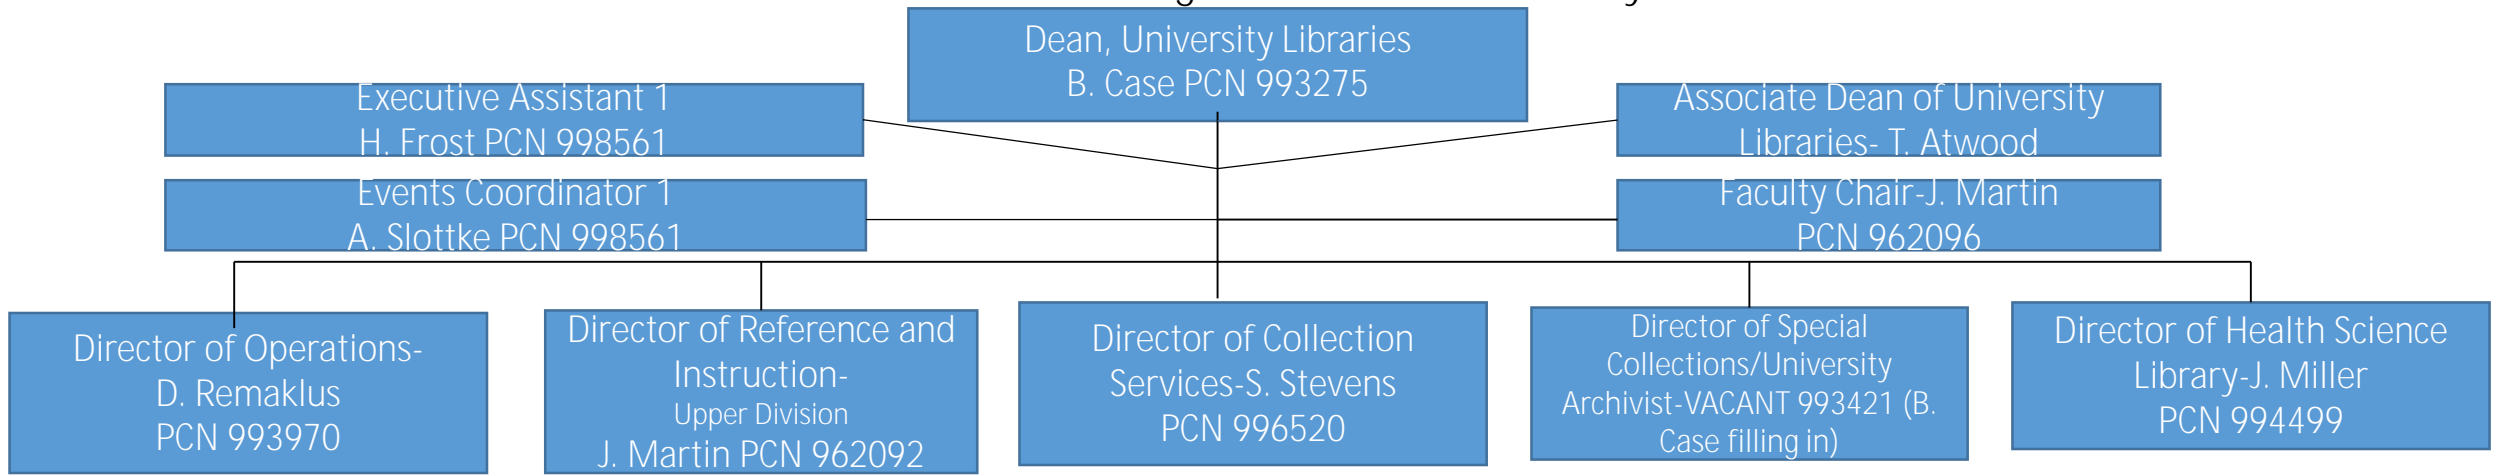 Dean, University Libraries
B. Case PCN 993275
Executive Assistant 1
H. Frost PCN 998561
Associate Dean of University
Libraries- T. Atwood
Events Coordinator 1
A. Slottke PCN 998561
Faculty Chair-J. Martin
PCN 962096
Director of Operations-
D. Remaklus
PCN 993970
Director of Reference and
Instruction-
Upper Division
J. Martin PCN 962092
Director of Collection
Services-S. Stevens
PCN 996520
Director of Special
Collections/University
Archivist-VACANT 993421 (B.
Case filling in)
Director of Health Science
Library-J. Miller
PCN 994499